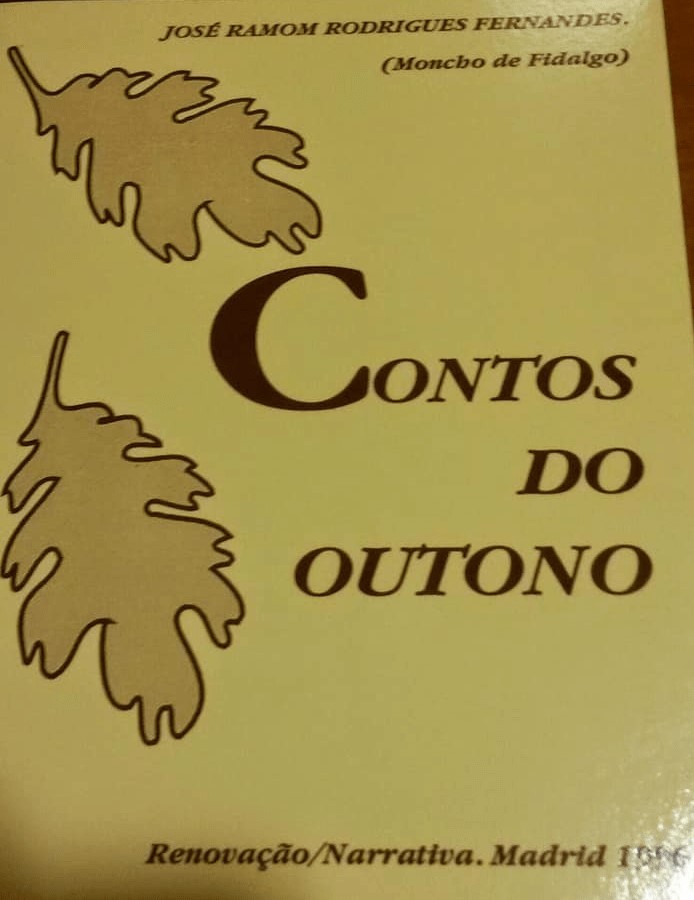 JOSÉ RAMOM RODRIGUES FERNANDES.
(Moncho de Fidalgo)
CONTOS
DO
OUTONO
Renovação/Narrativa. Madrid